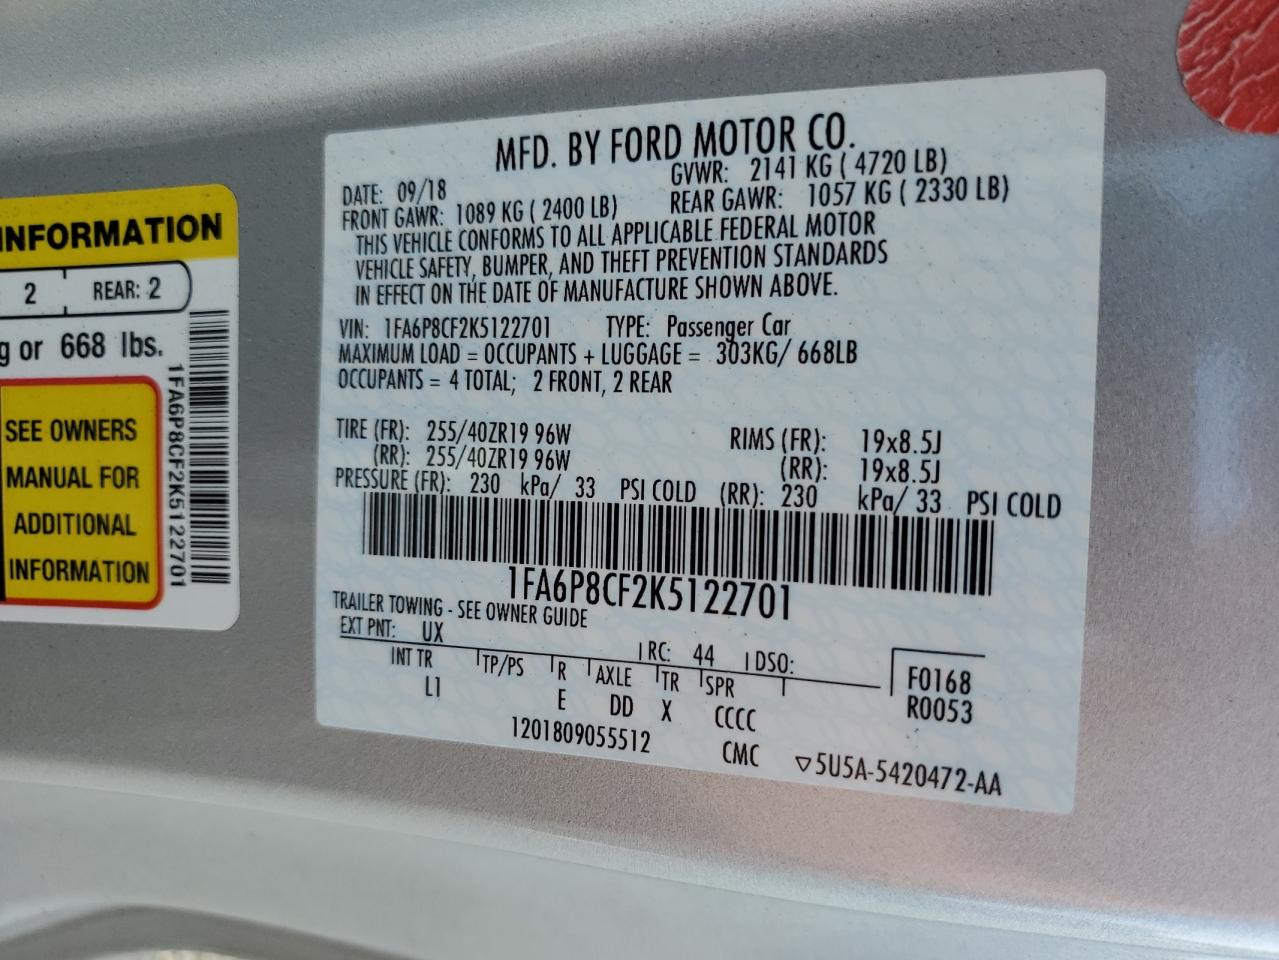 MFD. BY FORD MOTOR CO.
DATE: 09/18 GVWR: 2141 KG ( 4720 LB)
FRONT GAWR: 1089 KG ( 2400 LB) REAR GAWR: 1057 KG ( 2330 LB)
THIS VEHICLE CONFORMS TO ALL APPLICABLE FEDERAL MOTOR
VEHICLE SAFETY, BUMPER, AND THEFT PREVENTION STANDARDS
IN EFFECT ON THE DATE OF MANUFACTURE SHOWN ABOVE.
VIN: 1FA6P8CF2K5122701 TYPE: Passenger Car
MAXIMUM LOAD = OCCUPANTS + LUGGAGE = 303KG/ 668LB
OCCUPANTS = 4 TOTAL; 2 FRONT, 2 REAR
TIRE (FR): 255/40ZR19 96W RIMS (FR): 19x8.5J
(RR): 255/40ZR19 96W (RR): 19x8.5J
PRESSURE (FR): 230 kPa/ 33 PSI COLD (RR): 230 kPa/ 33 PSI COLD
1FA6P8CF2K5122701
TRAILER TOWING - SEE OWNER GUIDE
EXT PNT: UX RC: 44 DSO:
INT TR TP/PS R AXLE TR SPR F0168
L1 E DD X CCCC R0053
1201809055512 CMC ▽5U5A-5420472-AA
INFORMATION
2 REAR: 2
g or 668 lbs.
SEE OWNERS
MANUAL FOR
ADDITIONAL
INFORMATION
1FA6P8CF2K5122701